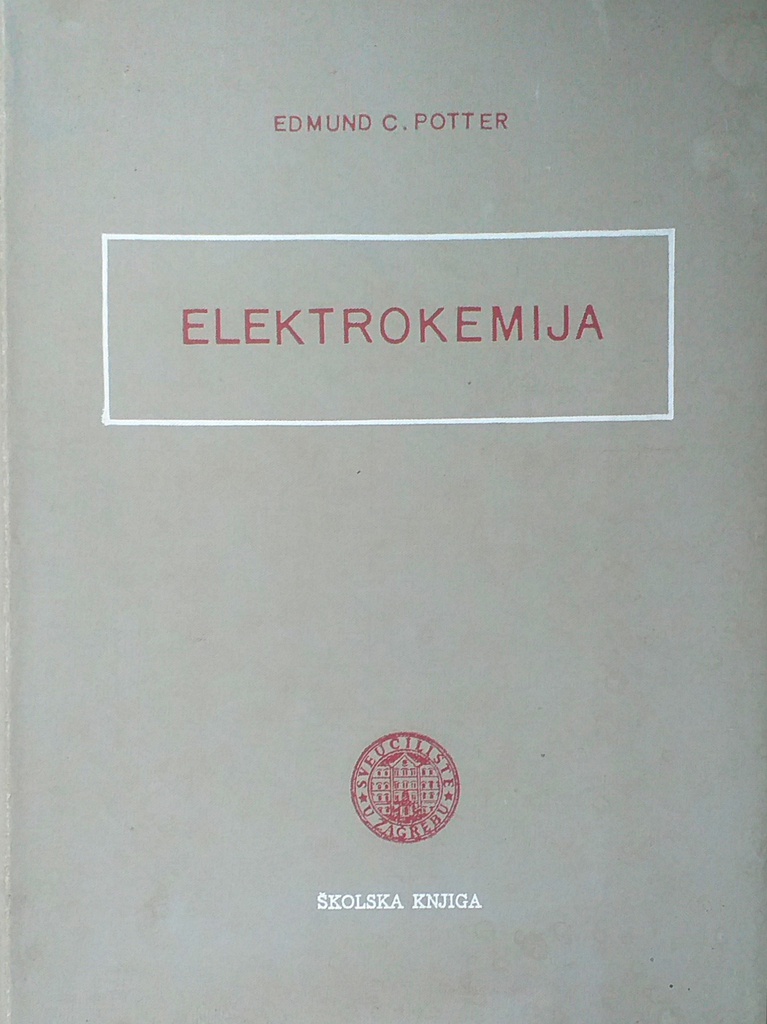 EDMUND C. POTTER
ELEKTROKEMIJA
SVEUČILIŠTE
U ZAGREBU
ŠKOLSKA KNJIGA